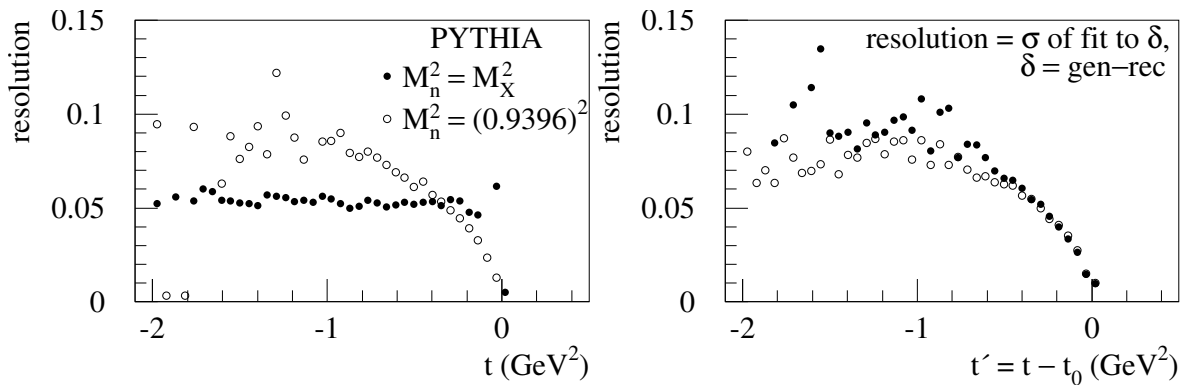 resolution
0.15
0.1
0.05
0
PYTHIA
● M_n^2 = M_X^2
○ M_n^2 = (0.9396)^2
-2
-1
0
t (GeV^2)
resolution
0.15
0.1
0.05
0
resolution = σ of fit to δ,
δ = gen−rec
-2
-1
0
t´ = t − t_0 (GeV^2)